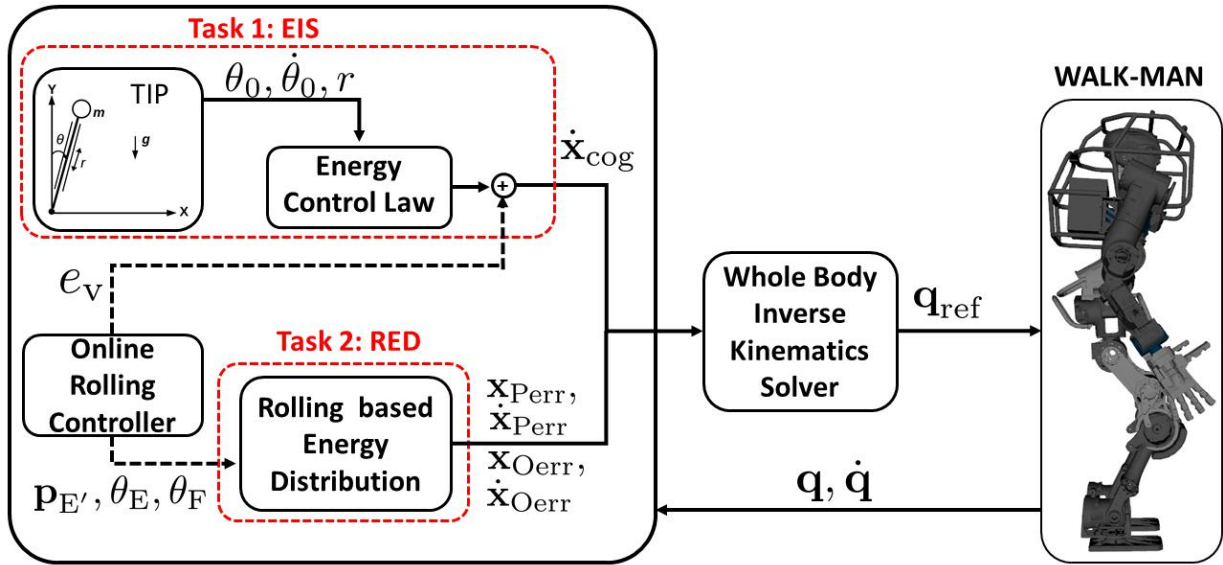 Task 1: EIS
Y
TIP
m
θ
g
r
X
θ₀, θ̇₀, r
Energy
Control Law
+
ẋcog
eᵥ
Online
Rolling
Controller
pE′, θE, θF
Task 2: RED
Rolling based
Energy
Distribution
xPerr,
ẋPerr
xOerr,
ẋOerr
Whole Body
Inverse
Kinematics
Solver
qref
q, q̇
WALK-MAN